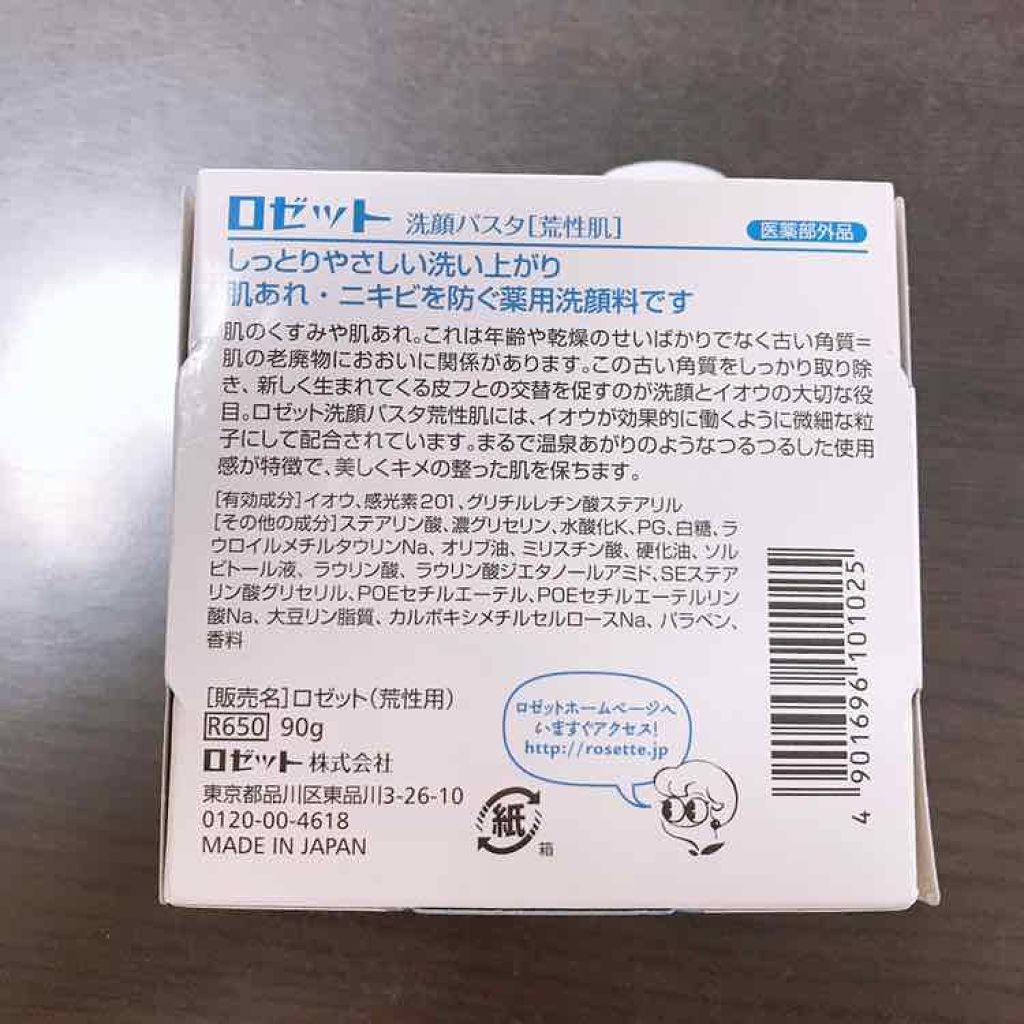 ロゼット 洗顔パスタ[荒性肌] 医薬部外品
しっとりやさしい洗い上がり
肌あれ・ニキビを防ぐ薬用洗顔料です
肌のくすみや肌あれ。これは年齢や乾燥のせいばかりでなく古い角質=
肌の老廃物におおいに関係があります。この古い角質をしっかり取り除
き、新しく生まれてくる皮フとの交替を促すのが洗顔とイオウの大切な役
目。ロゼット洗顔パスタ荒性肌には、イオウが効果的に働くように微細な粒
子にして配合されています。まるで温泉あがりのようなつるつるした使用
感が特徴で、美しくキメの整った肌を保ちます。
[有効成分]イオウ、感光素201、グリチルレチン酸ステアリル
[その他の成分]ステアリン酸、濃グリセリン、水酸化K、PG、白糖、ラ
ウロイルメチルタウリンNa、オリブ油、ミリスチン酸、硬化油、ソル
ビトール液、ラウリン酸、ラウリン酸ジエタノールアミド、SEステア
リン酸グリセリル、POEセチルエーテル、POEセチルエーテルリン
酸Na、大豆リン脂質、カルボキシメチルセルロースNa、パラベン、
香料
[販売名]ロゼット(荒性用)
R650 90g
ロゼット 株式会社
東京都品川区東品川3-26-10
0120-00-4618
MADE IN JAPAN
ロゼットホームページへ
いますぐアクセス!
http://rosette.jp
紙
箱
4 901696 101025